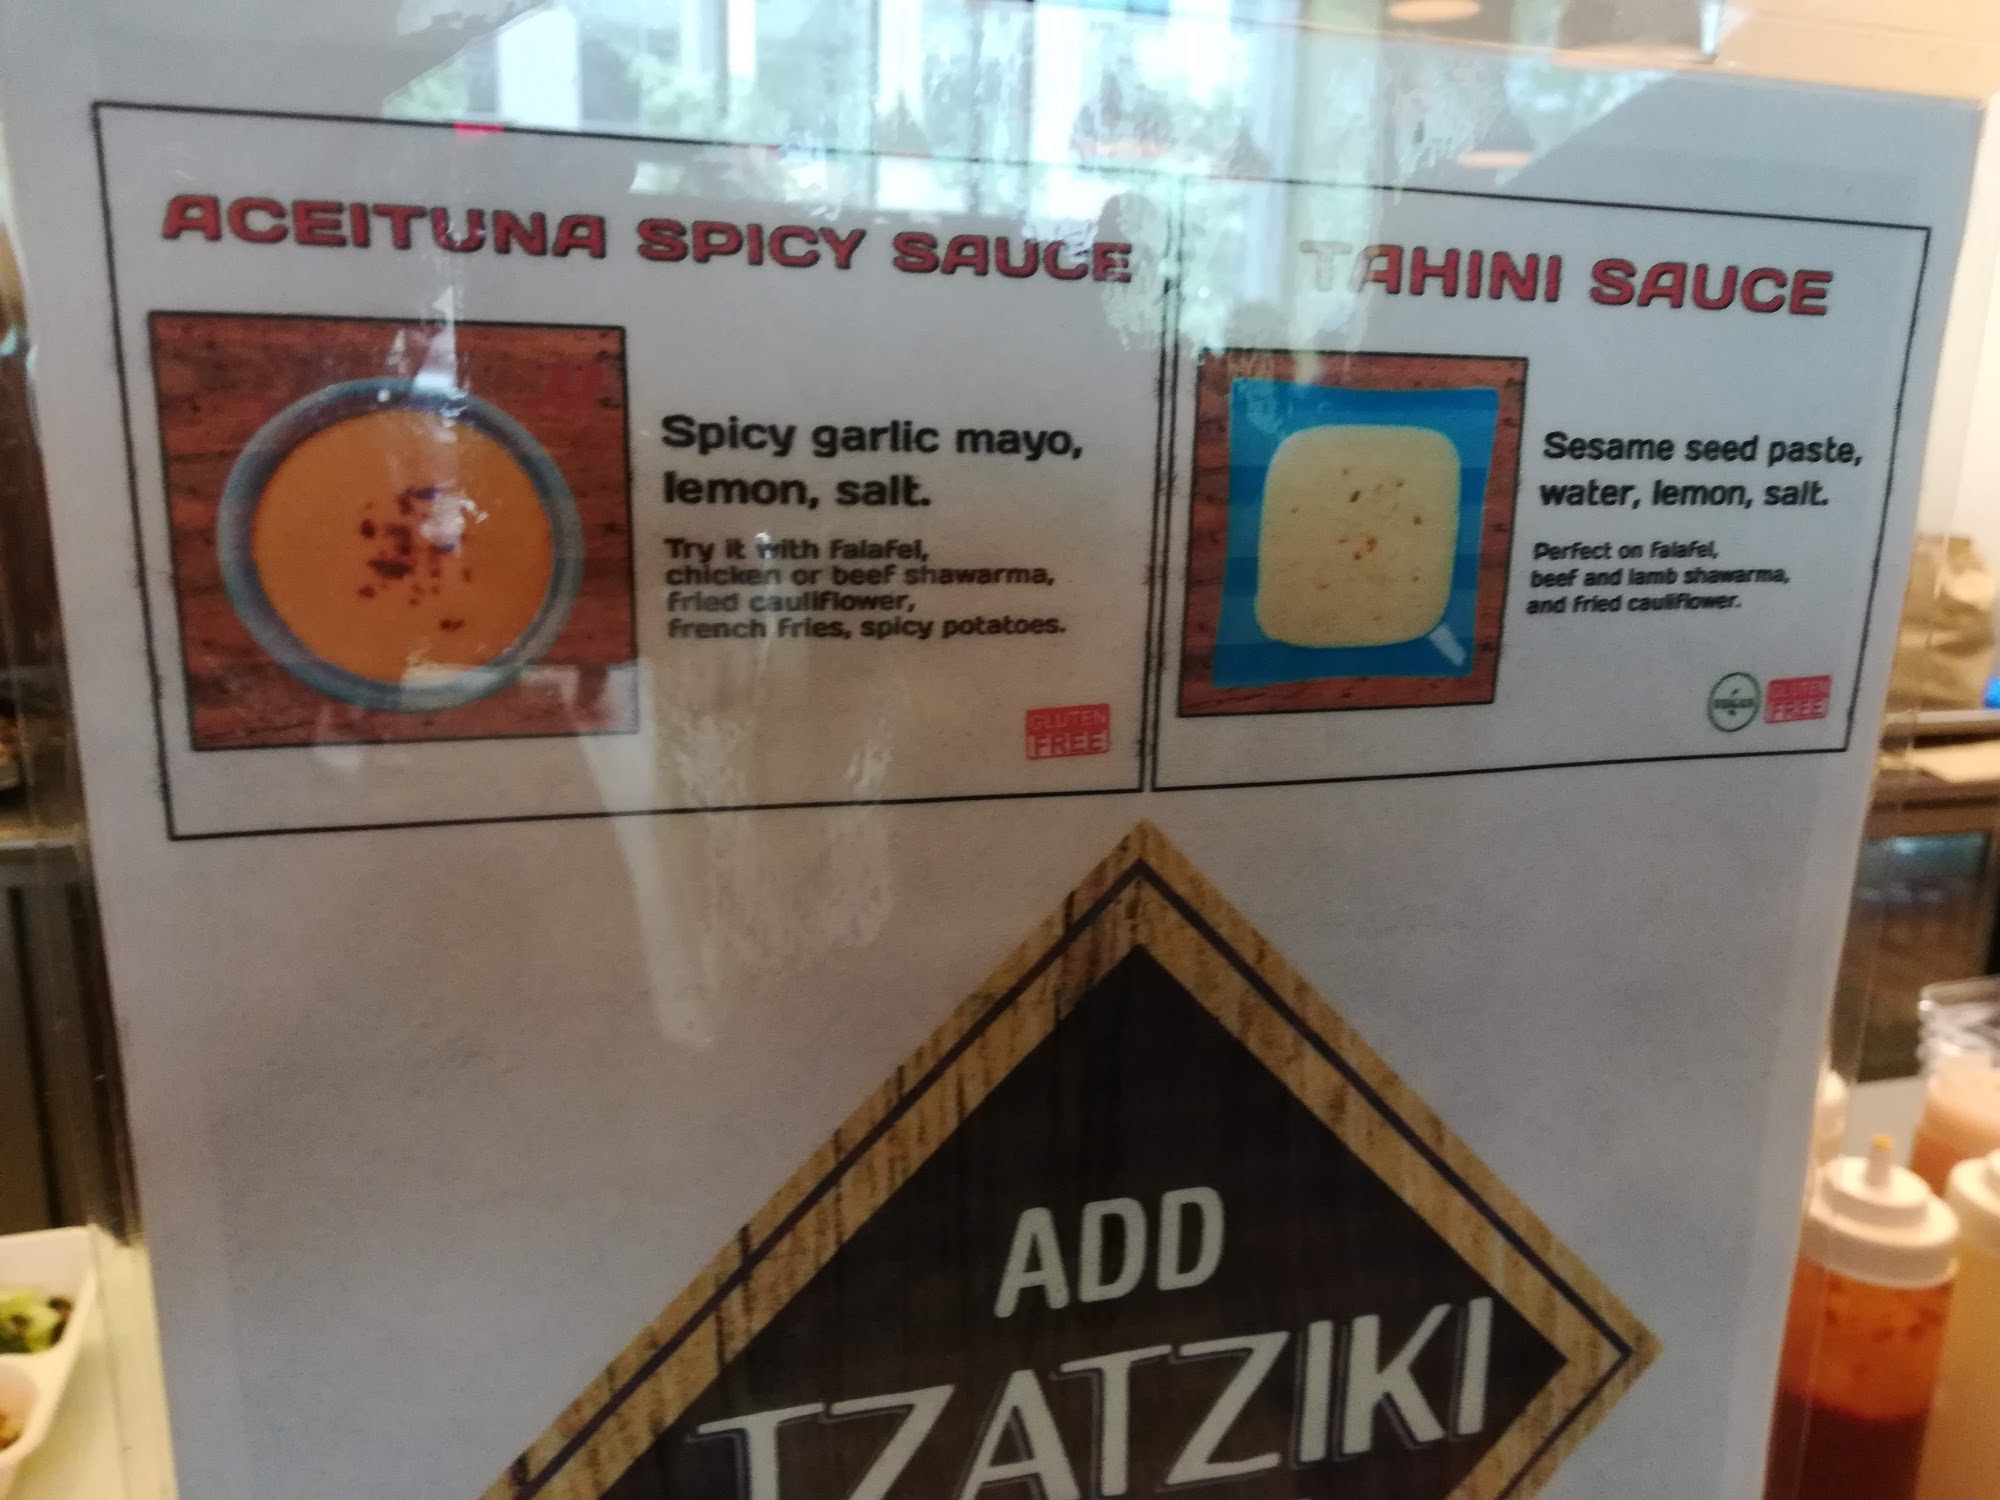 ACEITUNA SPICY SAUCE
Spicy garlic mayo,
lemon, salt.
Try it with falafel,
chicken or beef shawarma,
fried cauliflower,
french fries, spicy potatoes.
GLUTEN
FREE
TAHINI SAUCE
Sesame seed paste,
water, lemon, salt.
Perfect on falafel,
beef and lamb shawarma,
and fried cauliflower.
GLUTEN
FREE
ADD
TZATZIKI